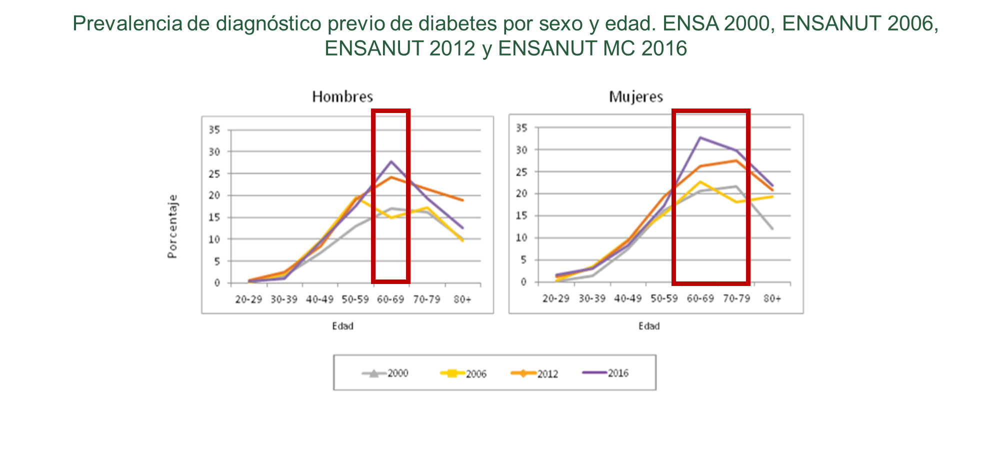 Prevalencia de diagnóstico previo de diabetes por sexo y edad. ENSA 2000, ENSANUT 2006,
ENSANUT 2012 y ENSANUT MC 2016
Hombres
Porcentaje
35
30
25
20
15
10
5
0
20-29 30-39 40-49 50-59 60-69 70-79 80+
Edad
Mujeres
35
30
25
20
15
10
5
0
20-29 30-39 40-49 50-59 60-69 70-79 80+
Edad
2000 2006 2012 2016